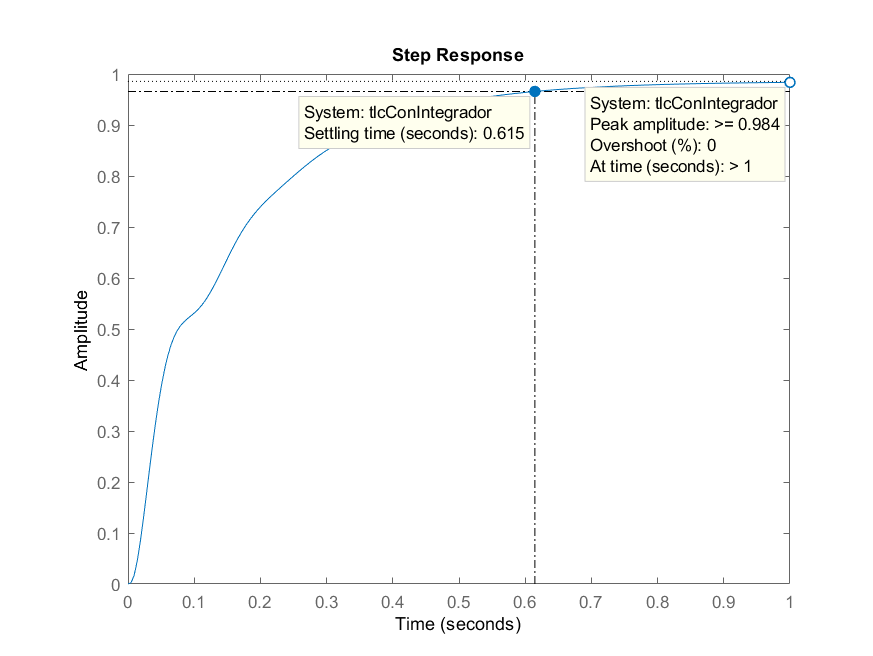 Step Response
System: tlcConIntegrador
Settling time (seconds): 0.615
System: tlcConIntegrador
Peak amplitude: >= 0.984
Overshoot (%): 0
At time (seconds): > 1
Amplitude
1
0.9
0.8
0.7
0.6
0.5
0.4
0.3
0.2
0.1
0
0 0.1 0.2 0.3 0.4 0.5 0.6 0.7 0.8 0.9 1
Time (seconds)